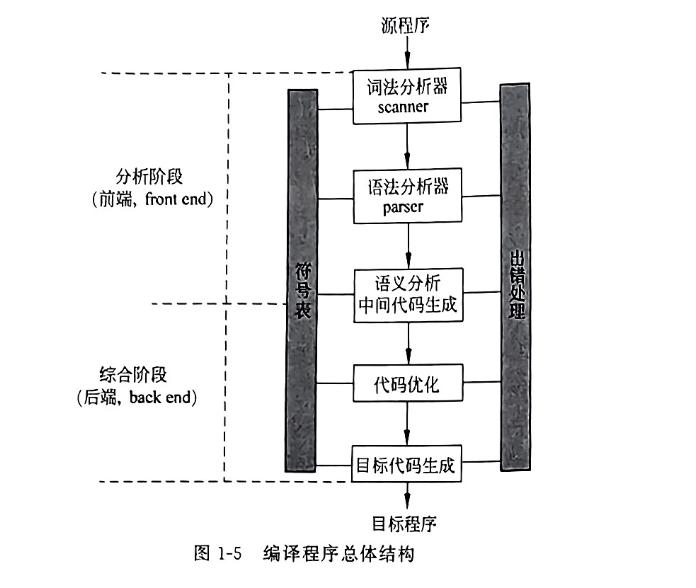 源程序
词法分析器
scanner
分析阶段
(前端, front end)
语法分析器
parser
符号表
出错处理
语义分析
中间代码生成
综合阶段
(后端, back end)
代码优化
目标代码生成
目标程序
图 1-5 编译程序总体结构